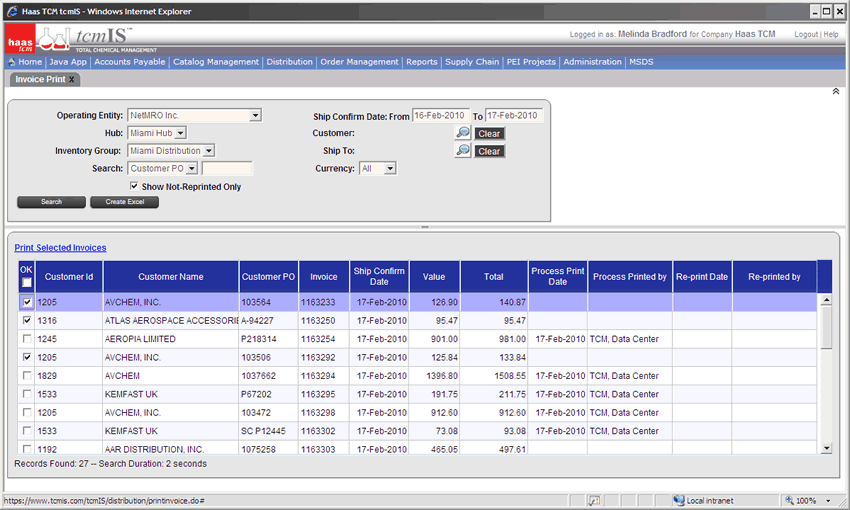 Haas TCM tcmIS - Windows Internet Explorer
haas tcm tcmIS™ TOTAL CHEMICAL MANAGEMENT
Logged in as: Melinda Bradford for Company Haas TCM Logout | Help
Home | Java App | Accounts Payable | Catalog Management | Distribution | Order Management | Reports | Supply Chain | PEI Projects | Administration | MSDS
Invoice Print X
Operating Entity: NetMRO Inc. Ship Confirm Date: From 16-Feb-2010 To 17-Feb-2010
Hub: Miami Hub Customer: Clear
Inventory Group: Miami Distribution Ship To: Clear
Search: Customer PO Currency: All
Show Not-Reprinted Only
Search Create Excel
Print Selected Invoices
OK Customer Id Customer Name Customer PO Invoice Ship Confirm Date Value Total Process Print Date Process Printed by Re-print Date Re-printed by
1205 AVCHEM, INC. 103564 1163233 17-Feb-2010 126.90 140.87
1316 ATLAS AEROSPACE ACCESSORIE A-94227 1163250 17-Feb-2010 95.47 95.47
1245 AEROPIA LIMITED P218314 1163254 17-Feb-2010 901.00 981.00 17-Feb-2010 TCM, Data Center
1205 AVCHEM, INC. 103506 1163292 17-Feb-2010 125.84 133.84
1829 AVCHEM 1037662 1163294 17-Feb-2010 1396.80 1508.55 17-Feb-2010 TCM, Data Center
1533 KEMFAST UK P67202 1163295 17-Feb-2010 191.75 211.75 17-Feb-2010 TCM, Data Center
1205 AVCHEM, INC. 103472 1163298 17-Feb-2010 912.60 912.60 17-Feb-2010 TCM, Data Center
1533 KEMFAST UK SC P12445 1163302 17-Feb-2010 73.08 93.08 17-Feb-2010 TCM, Data Center
1192 AAR DISTRIBUTION, INC. 1075258 1163303 17-Feb-2010 465.05 497.61
Records Found: 27 -- Search Duration: 2 seconds
https://www.tcmis.com/tcmIS/distribution/printinvoice.do# Local intranet 100%